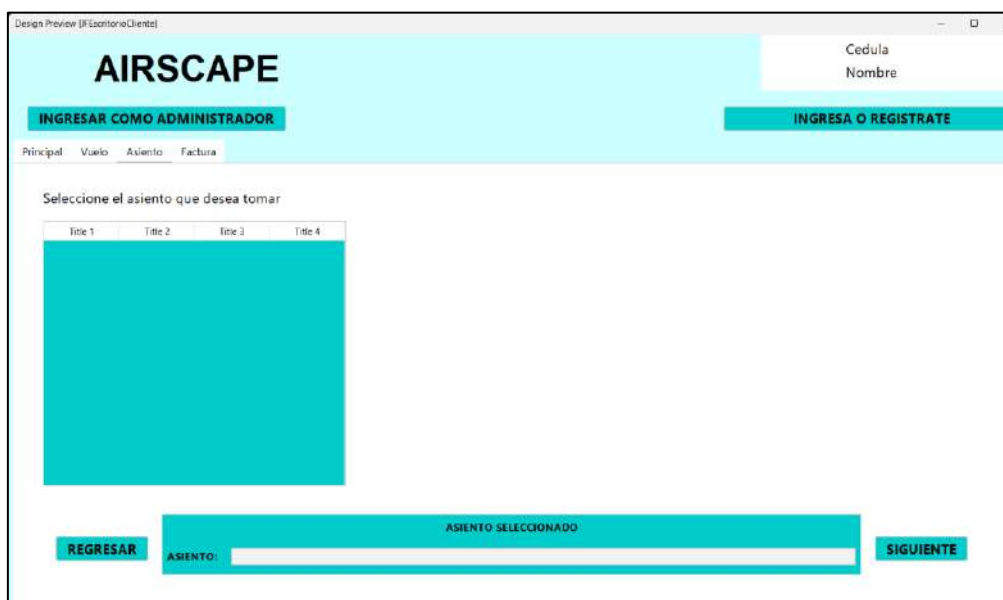 Design Preview [JFEscritorioCliente]
AIRSCAPE
Cedula
Nombre
INGRESAR COMO ADMINISTRADOR
INGRESA O REGISTRATE
Principal Vuelo Asiento Factura
Seleccione el asiento que desea tomar
Title 1 Title 2 Title 3 Title 4
ASIENTO SELECCIONADO
REGRESAR
ASIENTO:
SIGUIENTE